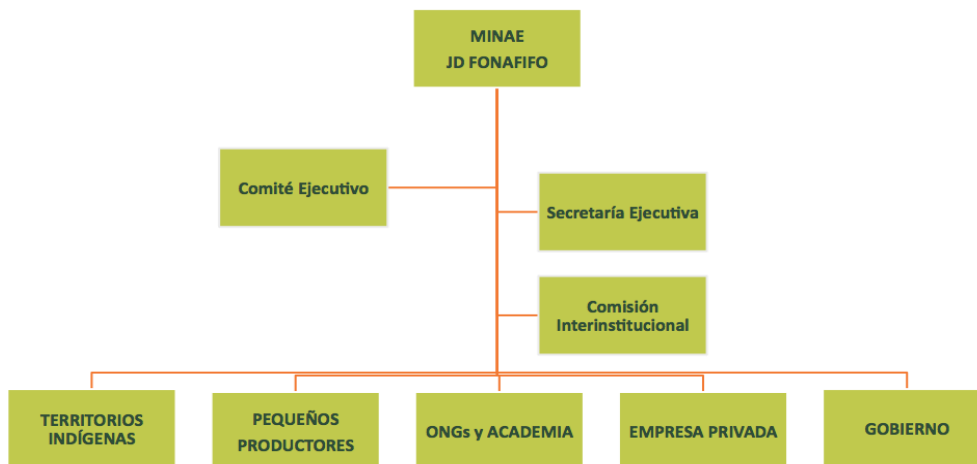 MINAE
JD FONAFIFO
Comité Ejecutivo
Secretaría Ejecutiva
Comisión
Interinstitucional
TERRITORIOS
INDÍGENAS
PEQUEÑOS
PRODUCTORES
ONGs y ACADEMIA
EMPRESA PRIVADA
GOBIERNO